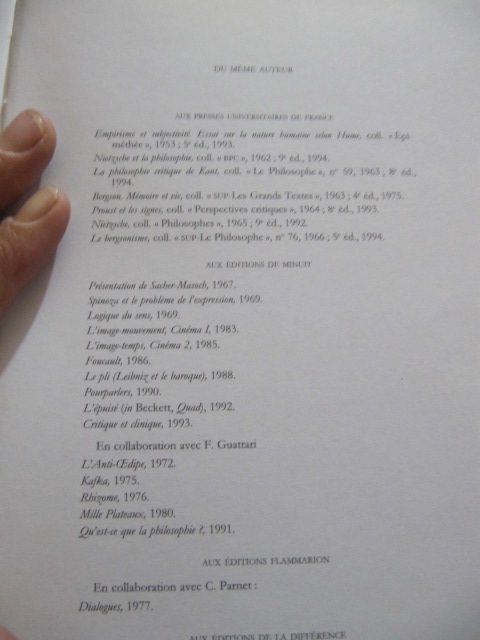 DU MÊME AUTEUR
AUX PRESSES UNIVERSITAIRES DE FRANCE
Empirisme et subjectivité. Essai sur la nature humaine selon Hume, coll. « Epi-
méthée », 1953 ; 5e éd., 1993.
Nietzsche et la philosophie, coll. « BPC », 1962 ; 9e éd., 1994.
La philosophie critique de Kant, coll. « Le Philosophe », n° 59, 1963 ; 8e éd.,
1994.
Bergson. Mémoire et vie, coll. « SUP-Les Grands Textes », 1963 ; 4e éd., 1975.
Proust et les signes, coll. « Perspectives critiques », 1964 ; 8e éd., 1993.
Nietzsche, coll. « Philosophes », 1965 ; 9e éd., 1992.
Le bergsonisme, coll. « SUP-Le Philosophe », n° 76, 1966 ; 5e éd., 1994.
AUX ÉDITIONS DE MINUIT
Présentation de Sacher-Masoch, 1967.
Spinoza et le problème de l'expression, 1969.
Logique du sens, 1969.
L'image-mouvement, Cinéma 1, 1983.
L'image-temps, Cinéma 2, 1985.
Foucault, 1986.
Le pli (Leibniz et le baroque), 1988.
Pourparlers, 1990.
L'épuisé (in Beckett, Quad), 1992.
Critique et clinique, 1993.
En collaboration avec F. Guattari
L'Anti-Œdipe, 1972.
Kafka, 1975.
Rhizome, 1976.
Mille Plateaux, 1980.
Qu'est-ce que la philosophie ?, 1991.
AUX ÉDITIONS FLAMMARION
En collaboration avec C. Parnet :
Dialogues, 1977.
AUX ÉDITIONS DE LA DIFFÉRENCE